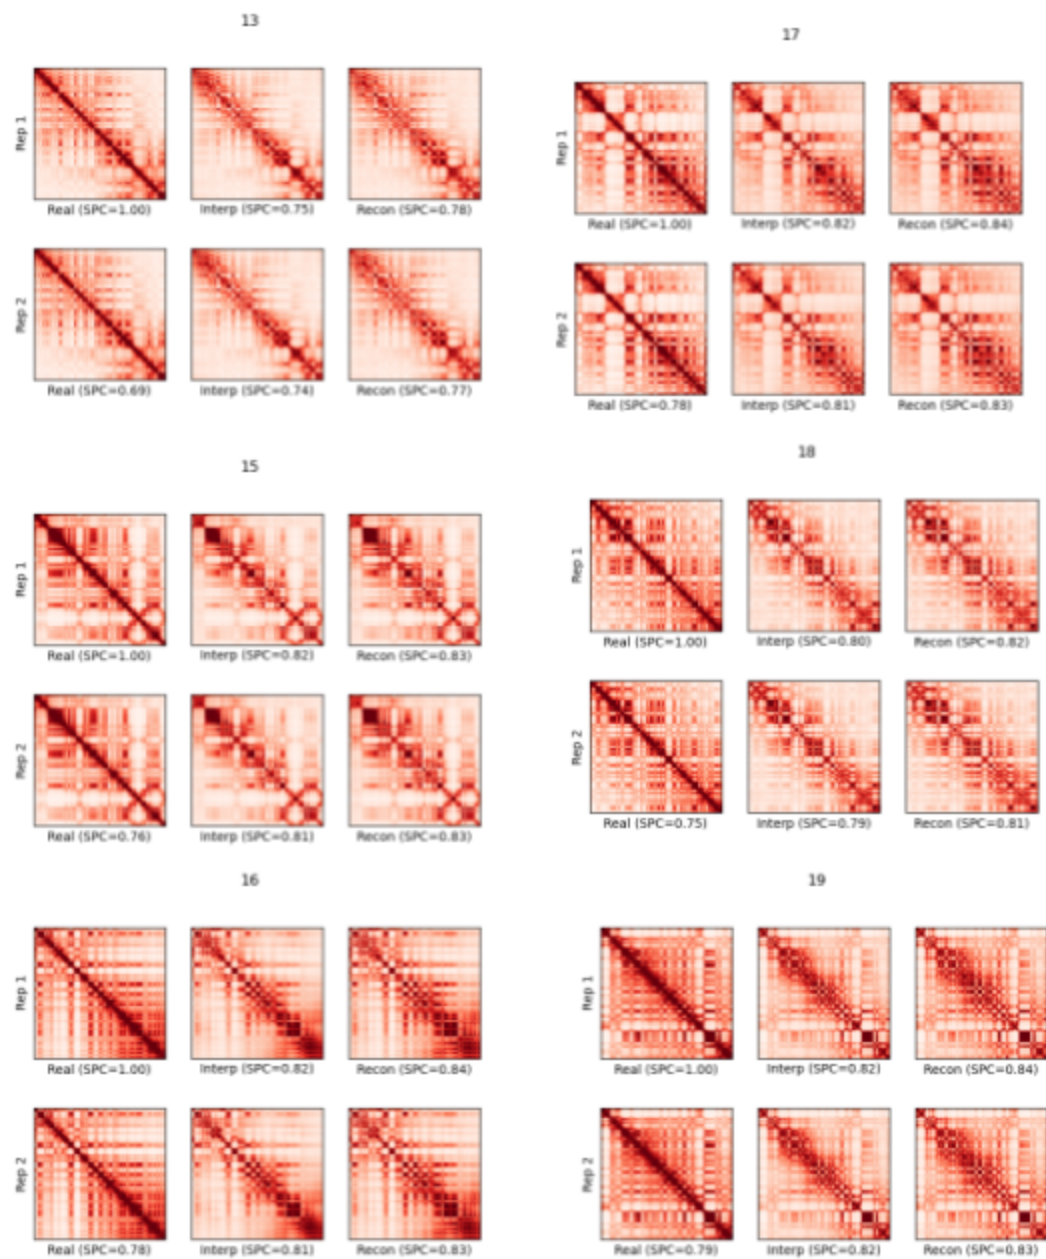 13
Rep 1
Real (SPC=1.00) Interp (SPC=0.75) Recon (SPC=0.78)
Rep 2
Real (SPC=0.69) Interp (SPC=0.74) Recon (SPC=0.77)
15
Rep 1
Real (SPC=1.00) Interp (SPC=0.82) Recon (SPC=0.83)
Rep 2
Real (SPC=0.76) Interp (SPC=0.81) Recon (SPC=0.83)
16
Rep 1
Real (SPC=1.00) Interp (SPC=0.82) Recon (SPC=0.84)
Rep 2
Real (SPC=0.78) Interp (SPC=0.81) Recon (SPC=0.83)
17
Rep 1
Real (SPC=1.00) Interp (SPC=0.82) Recon (SPC=0.84)
Rep 2
Real (SPC=0.78) Interp (SPC=0.81) Recon (SPC=0.83)
18
Rep 1
Real (SPC=1.00) Interp (SPC=0.80) Recon (SPC=0.82)
Rep 2
Real (SPC=0.75) Interp (SPC=0.79) Recon (SPC=0.81)
19
Rep 1
Real (SPC=1.00) Interp (SPC=0.82) Recon (SPC=0.84)
Rep 2
Real (SPC=0.79) Interp (SPC=0.82) Recon (SPC=0.83)